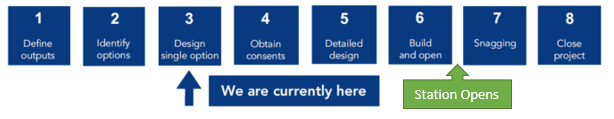 1
Define
outputs
2
Identify
options
3
Design
single option
4
Obtain
consents
5
Detailed
design
6
Build
and open
7
Snagging
8
Close
project
We are currently here
Station Opens